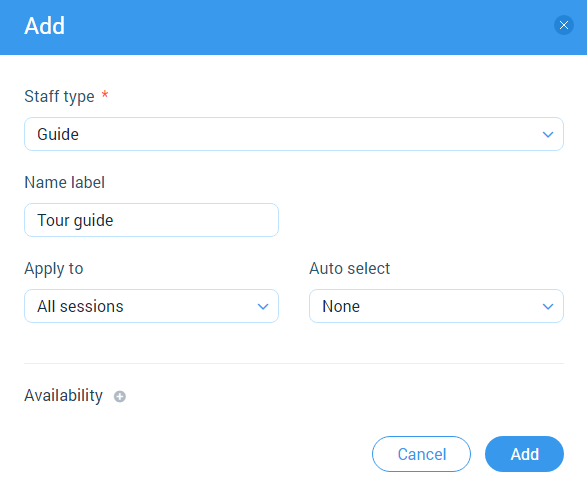 Add
Staff type *
Guide
Name label
Tour guide
Apply to
Auto select
All sessions
None
Availability
Cancel
Add